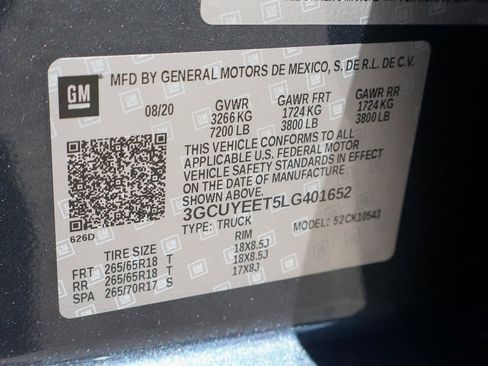 GM
MFD BY GENERAL MOTORS DE MEXICO, S. DE R.L. DE C.V.
08/20 GVWR GAWR FRT GAWR RR
3266 KG 1724 KG 1724 KG
7200 LB 3800 LB 3800 LB
THIS VEHICLE CONFORMS TO ALL
APPLICABLE U.S. FEDERAL MOTOR
VEHICLE SAFETY STANDARDS IN EFFECT
ON THE DATE OF MANUFACTURE
SHOWN ABOVE.
3GCUYEET5LG401652
626D TYPE: TRUCK MODEL: 52CK10543
TIRE SIZE RIM
FRT 265/65R18 T 18X8.5J
RR 265/65R18 T 18X8.5J
SPA 265/70R17 S 17X8J